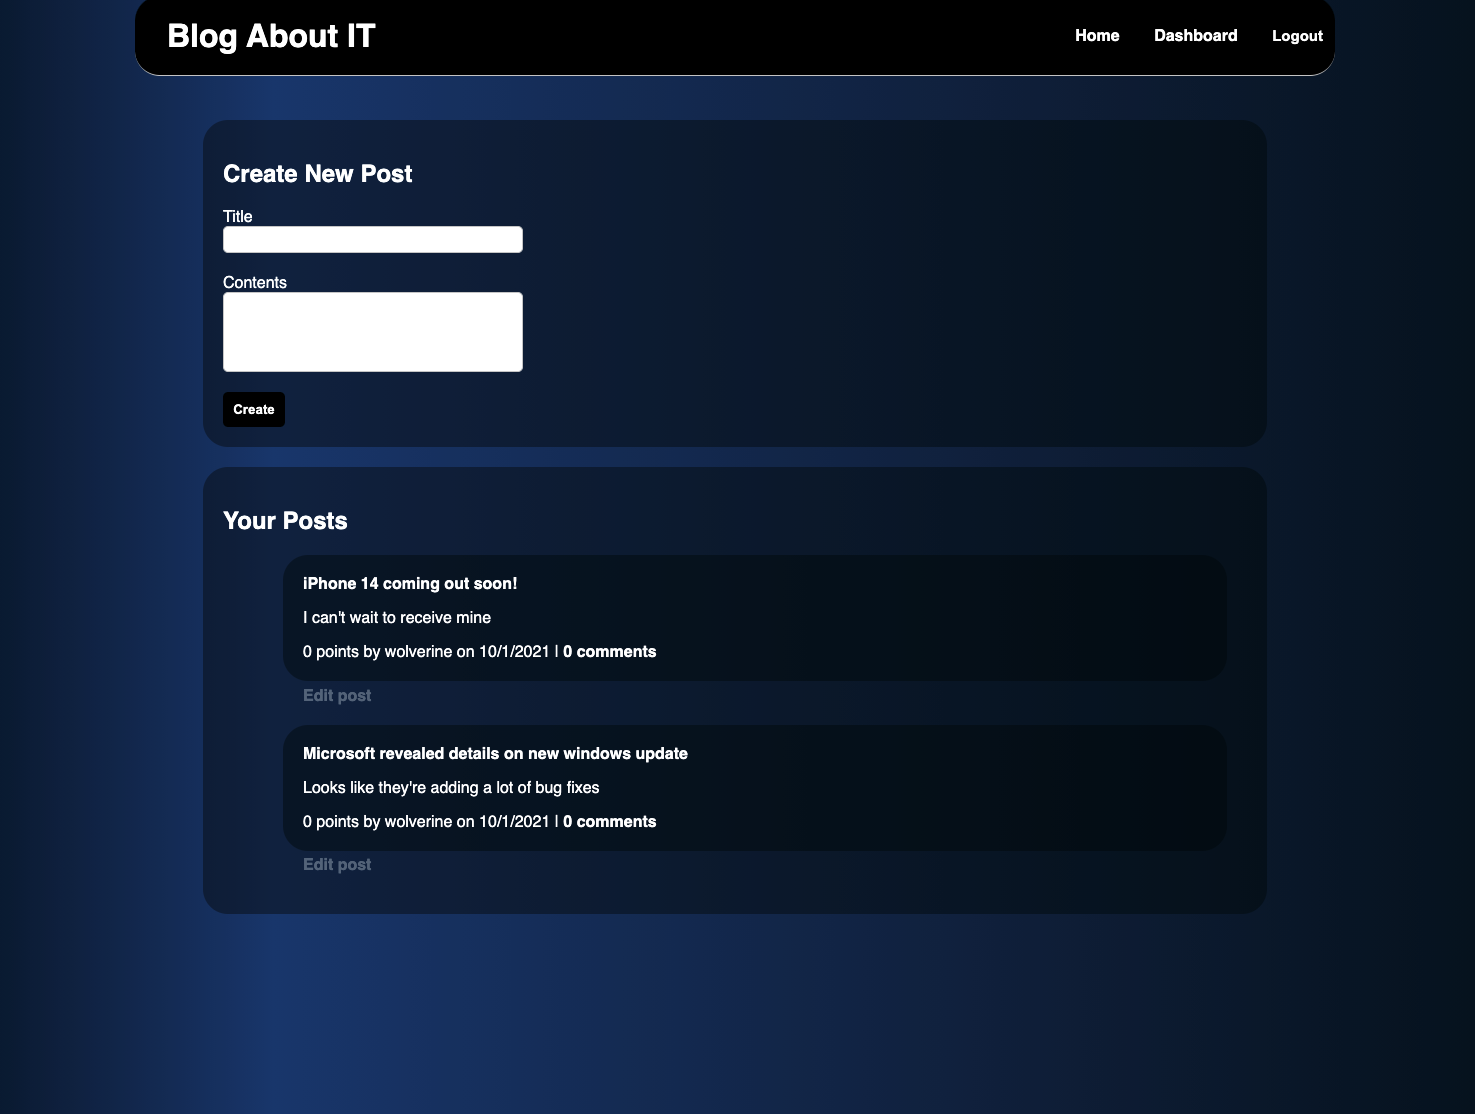 Blog About IT
Home Dashboard Logout
Create New Post
Title
Contents
Create
Your Posts
iPhone 14 coming out soon!
I can't wait to receive mine
0 points by wolverine on 10/1/2021 | 0 comments
Edit post
Microsoft revealed details on new windows update
Looks like they're adding a lot of bug fixes
0 points by wolverine on 10/1/2021 | 0 comments
Edit post